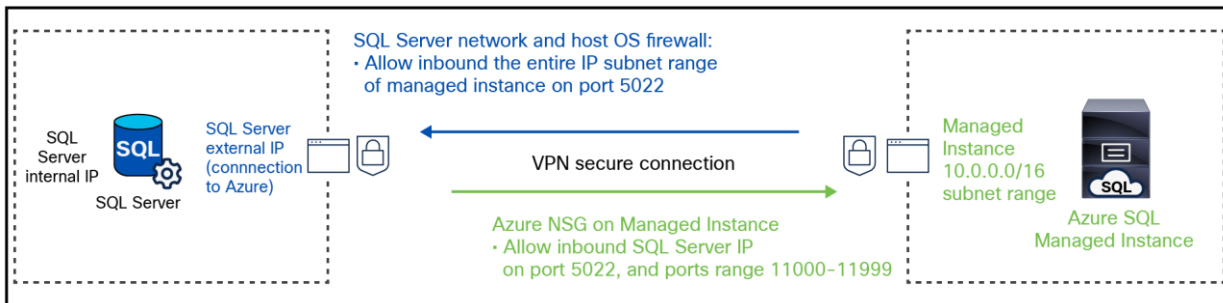 SQL Server network and host OS firewall:
· Allow inbound the entire IP subnet range
of managed instance on port 5022
SQL
Server
internal IP
SQL
SQL Server
SQL Server
external IP
(connnection
to Azure)
VPN secure connection
Managed
Instance
10.0.0.0/16
subnet range
SQL
Azure SQL
Managed Instance
Azure NSG on Managed Instance
· Allow inbound SQL Server IP
on port 5022, and ports range 11000-11999